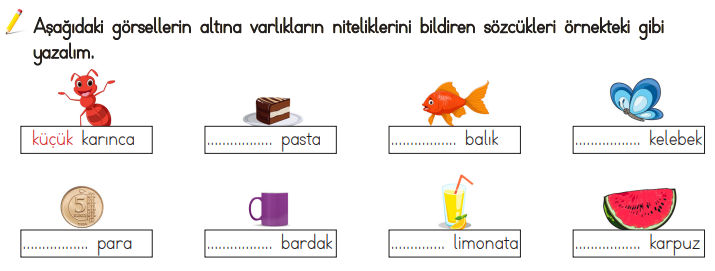 Aşağıdaki görsellerin altına varlıkların niteliklerini bildiren sözcükleri örnekteki gibi
yazalım.
küçük karınca
................. pasta
................. balık
................. kelebek
5
................. para
................. bardak
................. limonata
................. karpuz